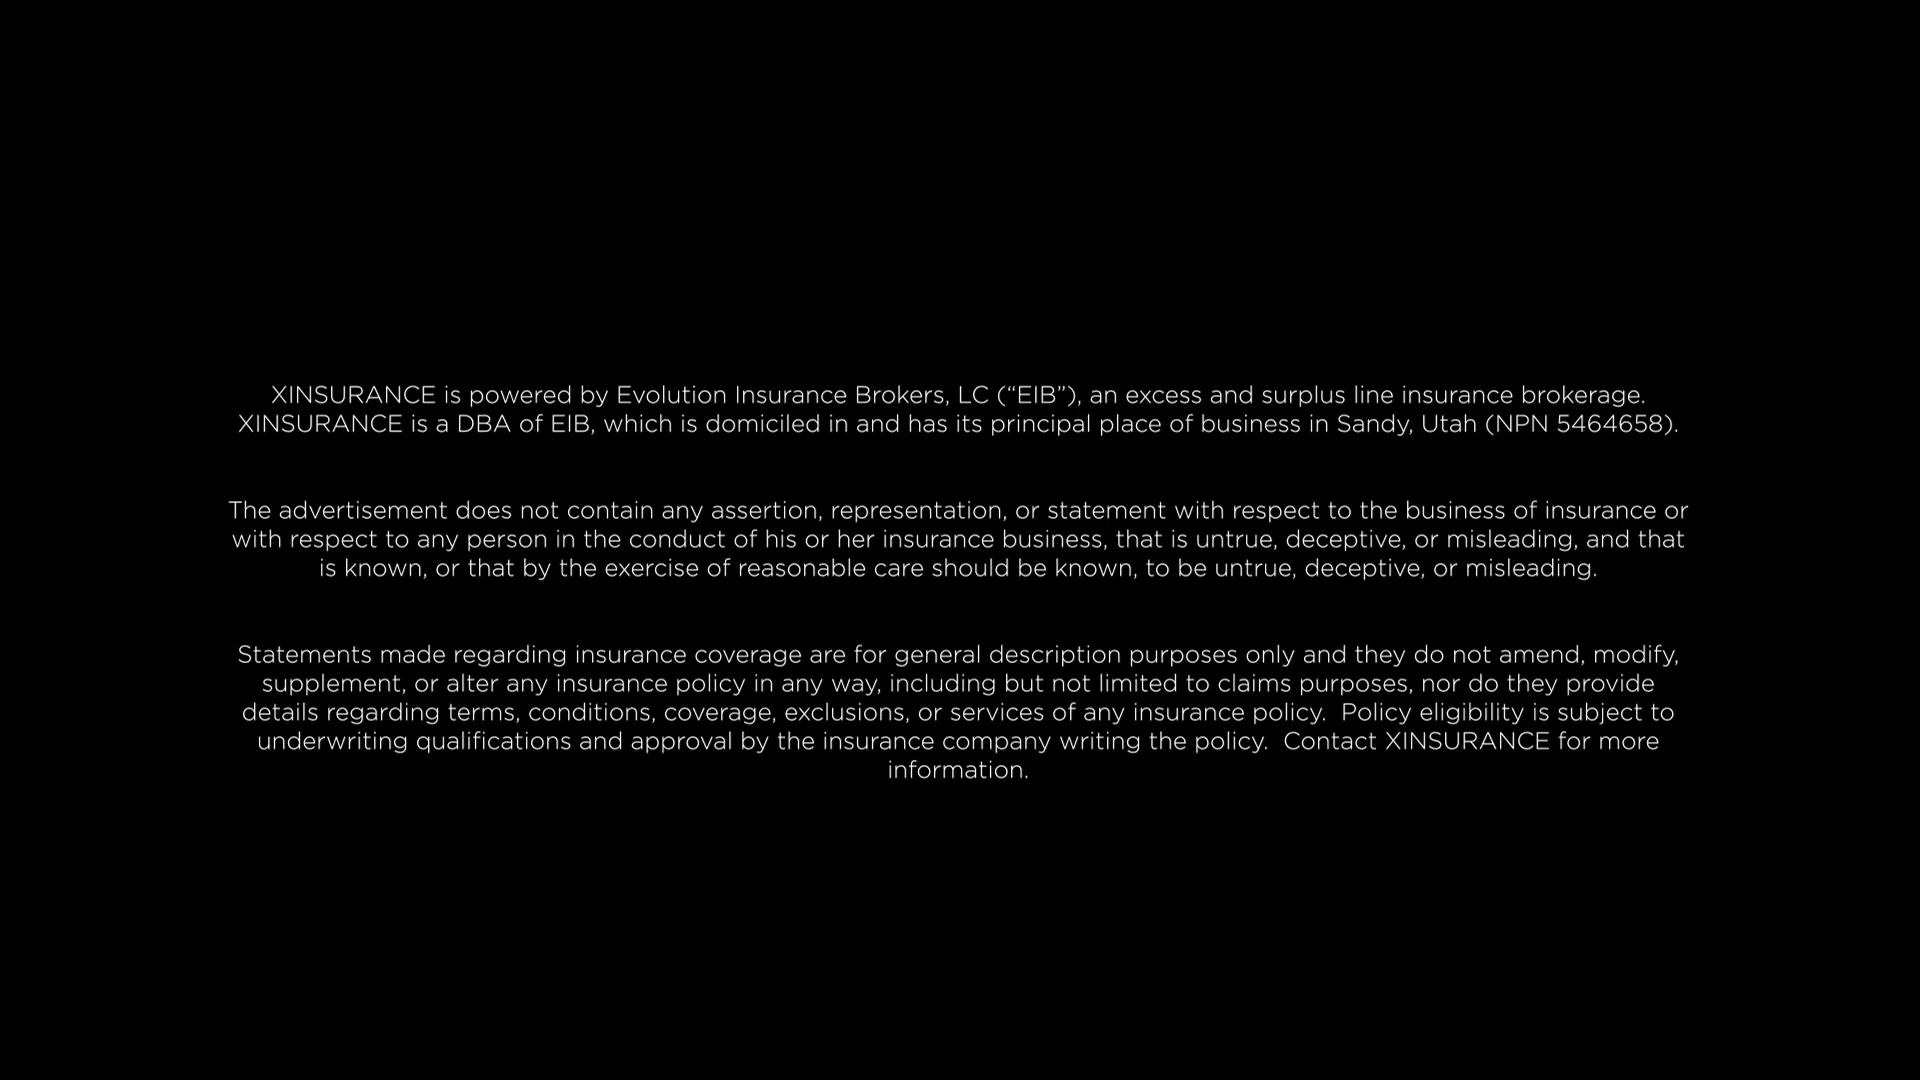 XINSURANCE is powered by Evolution Insurance Brokers, LC (“EIB”), an excess and surplus line insurance brokerage.
XINSURANCE is a DBA of EIB, which is domiciled in and has its principal place of business in Sandy, Utah (NPN 5464658).
The advertisement does not contain any assertion, representation, or statement with respect to the business of insurance or
with respect to any person in the conduct of his or her insurance business, that is untrue, deceptive, or misleading, and that
is known, or that by the exercise of reasonable care should be known, to be untrue, deceptive, or misleading.
Statements made regarding insurance coverage are for general description purposes only and they do not amend, modify,
supplement, or alter any insurance policy in any way, including but not limited to claims purposes, nor do they provide
details regarding terms, conditions, coverage, exclusions, or services of any insurance policy.  Policy eligibility is subject to
underwriting qualifications and approval by the insurance company writing the policy.  Contact XINSURANCE for more
information.